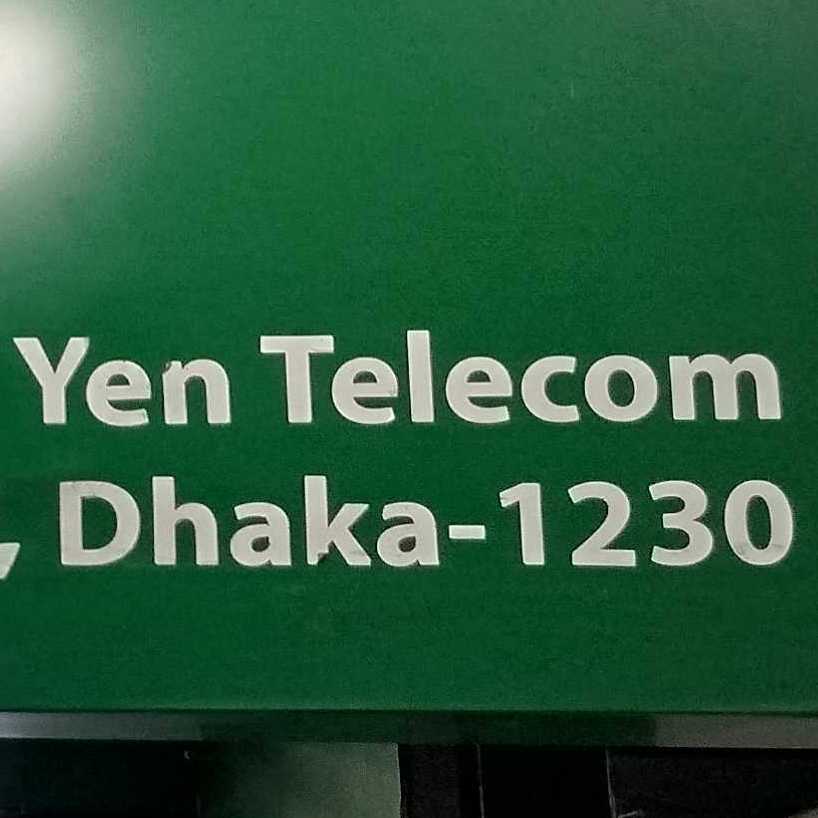 Yen Telecom
, Dhaka-1230